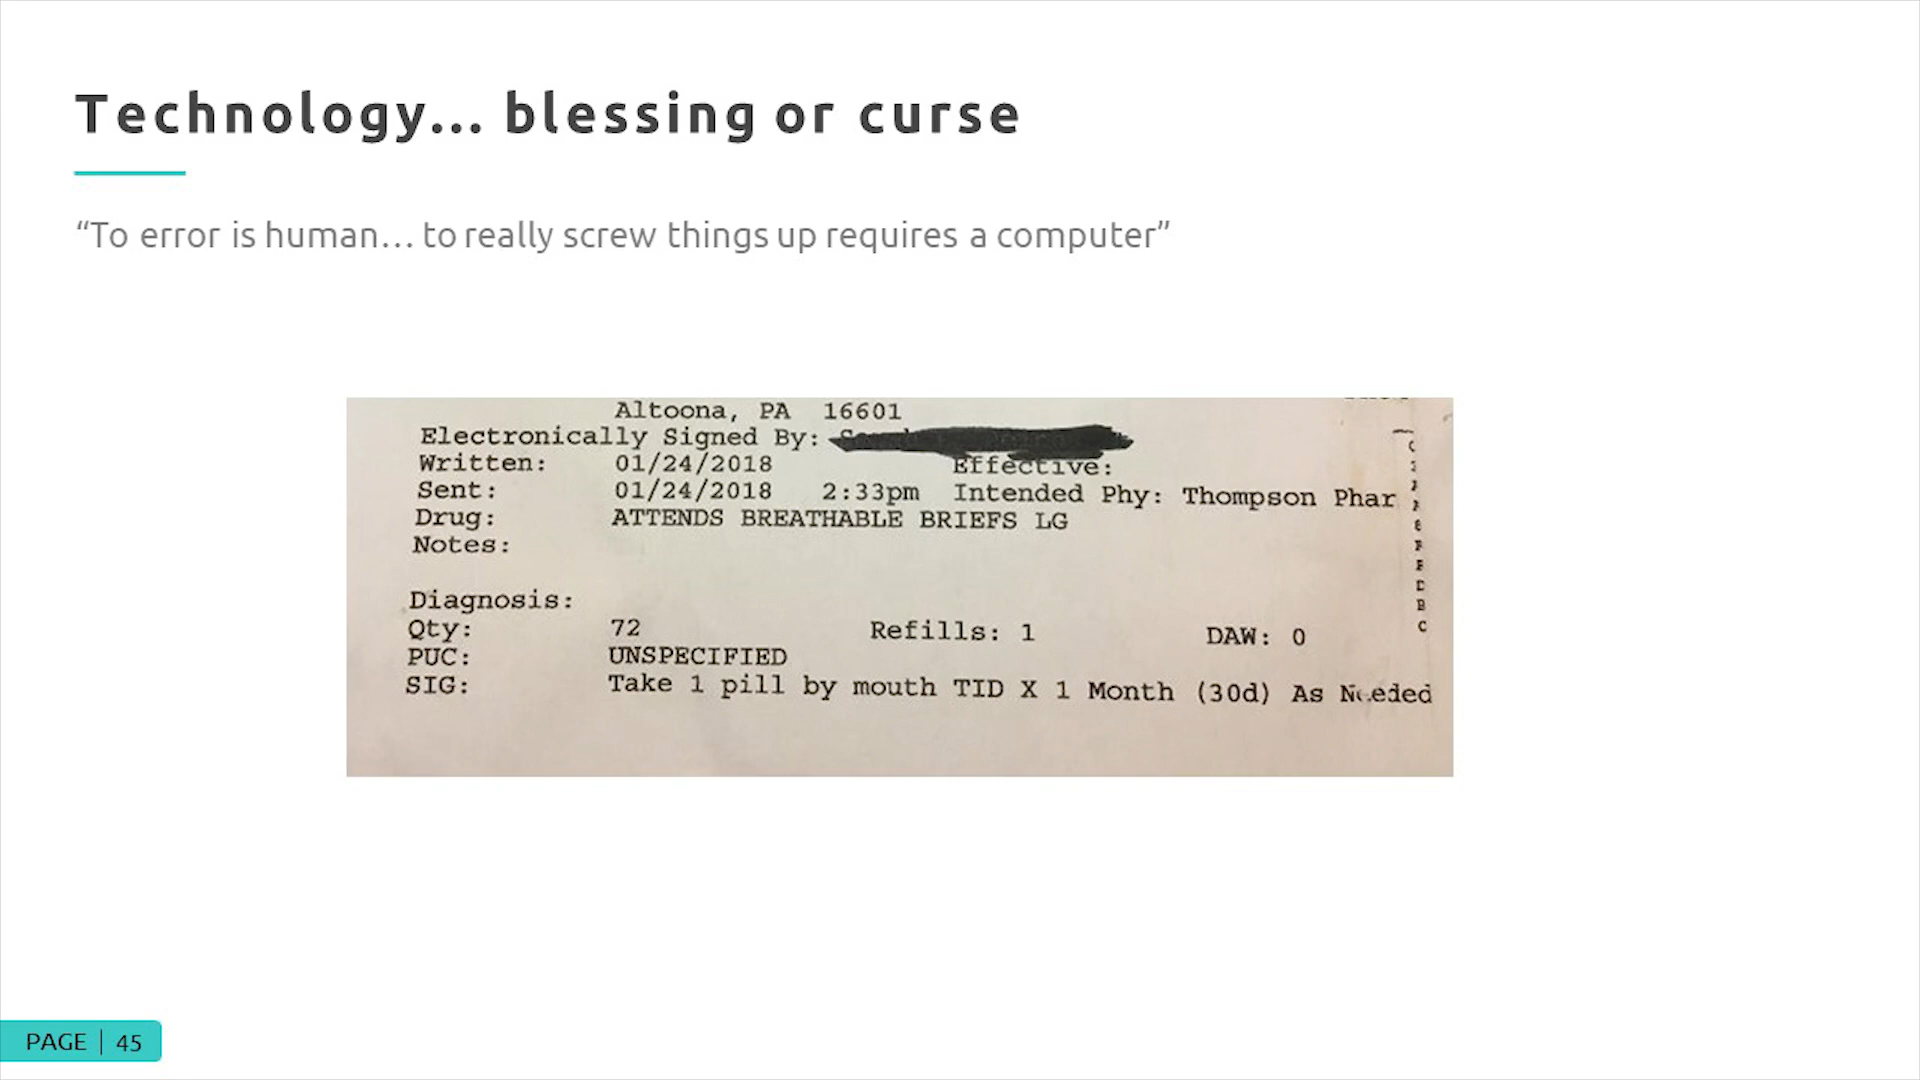 Technology... blessing or curse
“To error is human... to really screw things up requires a computer”
Altoona, PA 16601
Electronically Signed By:
Written: 01/24/2018 Effective:
Sent: 01/24/2018 2:33pm Intended Phy: Thompson Phar
Drug: ATTENDS BREATHABLE BRIEFS LG
Notes:
Diagnosis:
Qty: 72 Refills: 1 DAW: 0
PUC: UNSPECIFIED
SIG: Take 1 pill by mouth TID X 1 Month (30d) As Needed
PAGE | 45